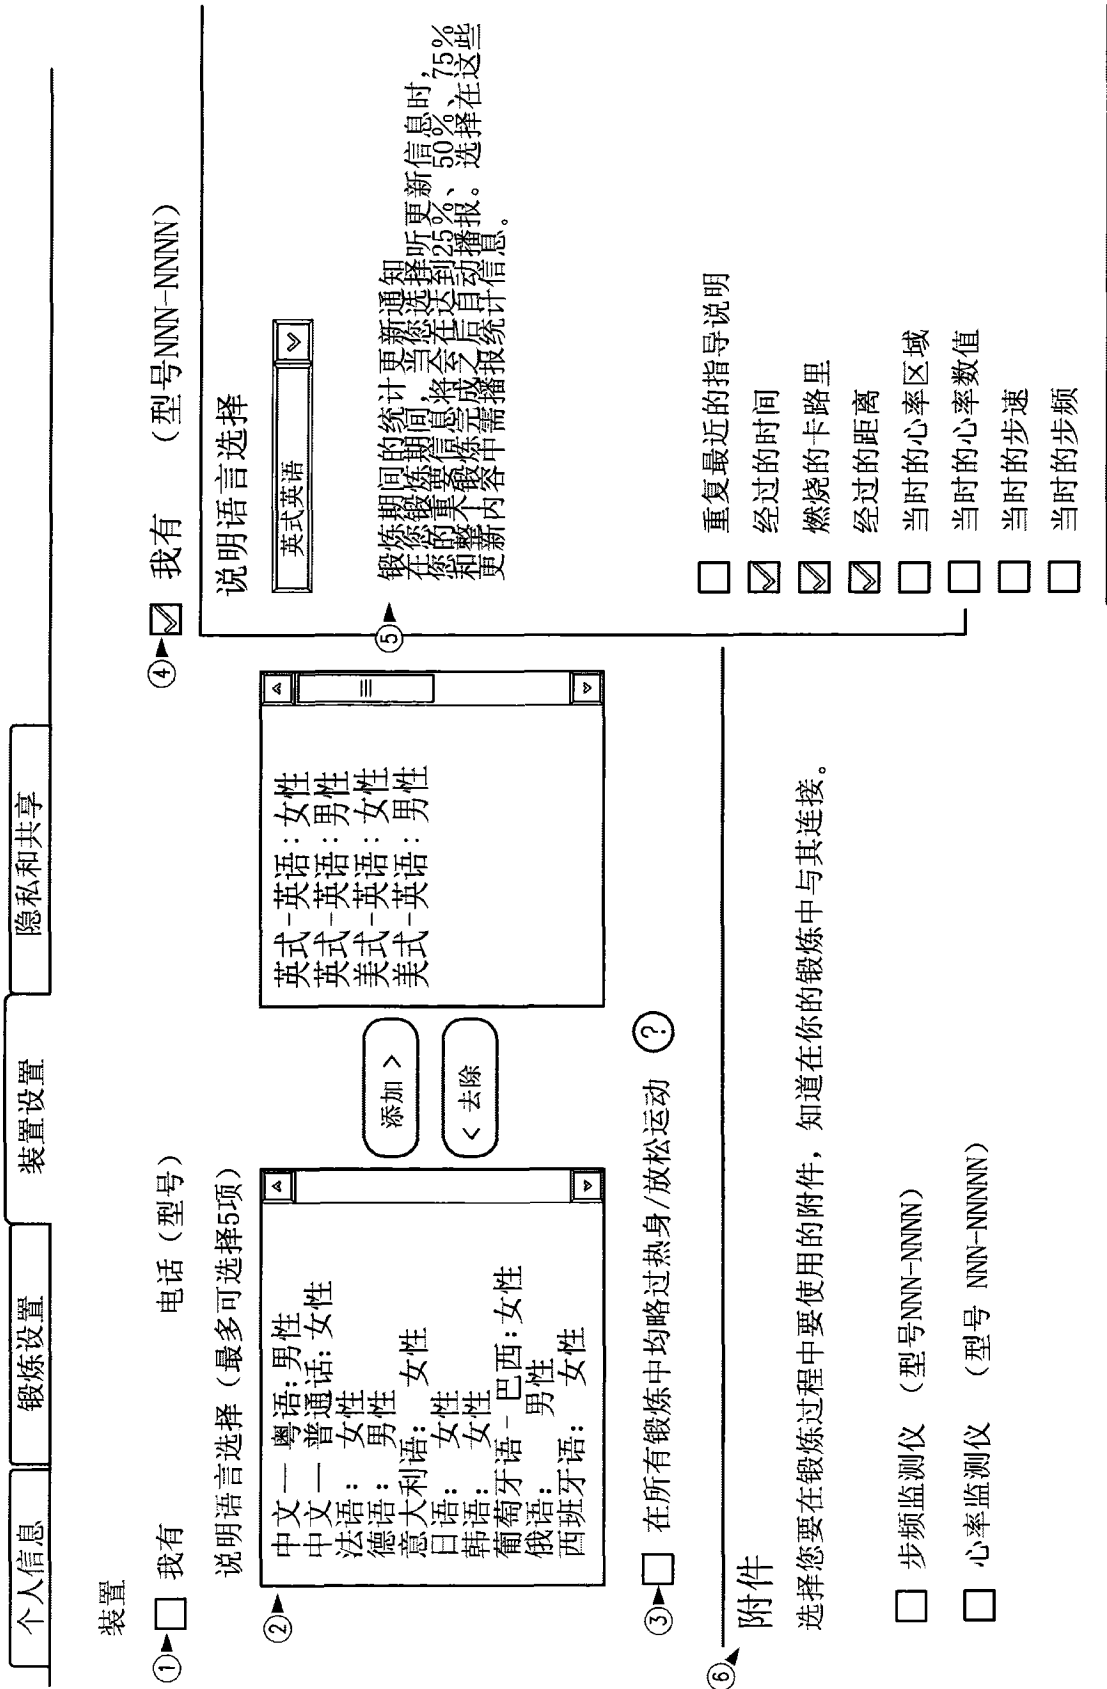 个人信息
锻炼设置
装置设置
隐私和共享
装置
① 我有 电话（型号）
说明语言选择（最多可选择5项）
②
中文—粤语:男性
中文—普通话:女性
法语: 女性
德语: 男性
意大利语: 女性
日语: 女性
韩语: 女性
葡萄牙语-巴西:女性
俄语: 男性
西班牙语: 女性
添加 >
< 去除
英式-英语:女性
英式-英语:男性
美式-英语:女性
美式-英语:男性
③ 在所有锻炼中均略过热身/放松运动 ?
④ 我有 （型号NNN-NNNN）
说明语言选择
英式英语
⑤
锻炼期间的统计更新通知
在您锻炼期间,当您选择听更新信息时,
您的重要信息将会在达到25%、50%、75%
和整个锻炼完成之后自动播报。选择在这些
更新内容中需播报统计信息。
重复最近的指导说明
经过的时间
燃烧的卡路里
经过的距离
当时的心率区域
当时的心率数值
当时的步速
当时的步频
⑥
附件
选择您要在锻炼过程中要使用的附件，知道在你的锻炼中与其连接。
步频监测仪 （型号NNN-NNNN）
心率监测仪 （型号 NNN-NNNNN）